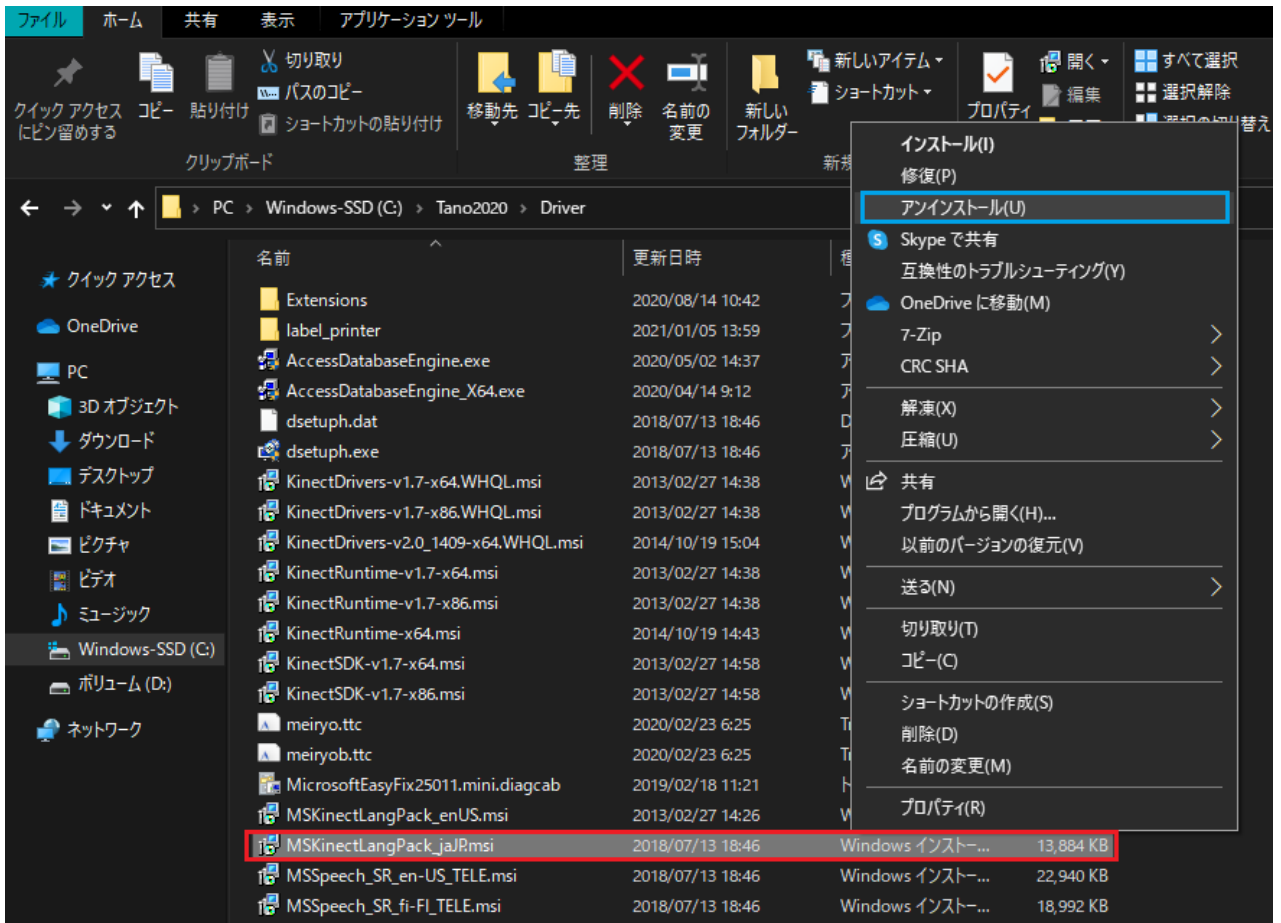 ファイル ホーム 共有 表示 アプリケーション ツール
クイック アクセス
にピン留めする
コピー
貼り付け
切り取り
パスのコピー
ショートカットの貼り付け
クリップボード
移動先
コピー先
削除
名前の
変更
整理
新しい
フォルダー
新しいアイテム
ショートカット
新規
プロパティ
開く
編集
すべて選択
選択解除
選択の切り替え
PC > Windows-SSD (C:) > Tano2020 > Driver
クイック アクセス
OneDrive
PC
3D オブジェクト
ダウンロード
デスクトップ
ドキュメント
ピクチャ
ビデオ
ミュージック
Windows-SSD (C:)
ボリューム (D:)
ネットワーク
名前 更新日時 種
Extensions 2020/08/14 10:42 フ
label_printer 2021/01/05 13:59 フ
AccessDatabaseEngine.exe 2020/05/02 14:37 ア
AccessDatabaseEngine_X64.exe 2020/04/14 9:12 ア
dsetuph.dat 2018/07/13 18:46 D
dsetuph.exe 2018/07/13 18:46 ア
KinectDrivers-v1.7-x64.WHQL.msi 2013/02/27 14:38 W
KinectDrivers-v1.7-x86.WHQL.msi 2013/02/27 14:38 W
KinectDrivers-v2.0_1409-x64.WHQL.msi 2014/10/19 15:04 W
KinectRuntime-v1.7-x64.msi 2013/02/27 14:38 W
KinectRuntime-v1.7-x86.msi 2013/02/27 14:38 W
KinectRuntime-x64.msi 2014/10/19 14:43 W
KinectSDK-v1.7-x64.msi 2013/02/27 14:58 W
KinectSDK-v1.7-x86.msi 2013/02/27 14:58 W
meiryo.ttc 2020/02/23 6:25 Tr
meiryob.ttc 2020/02/23 6:25 Tr
MicrosoftEasyFix25011.mini.diagcab 2019/02/18 11:21 ト
MSKinectLangPack_enUS.msi 2013/02/27 14:26 W
MSKinectLangPack_jaJP.msi 2018/07/13 18:46 Windows インストー... 13,884 KB
MSSpeech_SR_en-US_TELE.msi 2018/07/13 18:46 Windows インストー... 22,940 KB
MSSpeech_SR_fi-FI_TELE.msi 2018/07/13 18:46 Windows インストー... 18,992 KB
インストール(I)
修復(P)
アンインストール(U)
Skype で共有
互換性のトラブルシューティング(Y)
OneDrive に移動(M)
7-Zip
CRC SHA
解凍(X)
圧縮(U)
共有
プログラムから開く(H)...
以前のバージョンの復元(V)
送る(N)
切り取り(T)
コピー(C)
ショートカットの作成(S)
削除(D)
名前の変更(M)
プロパティ(R)